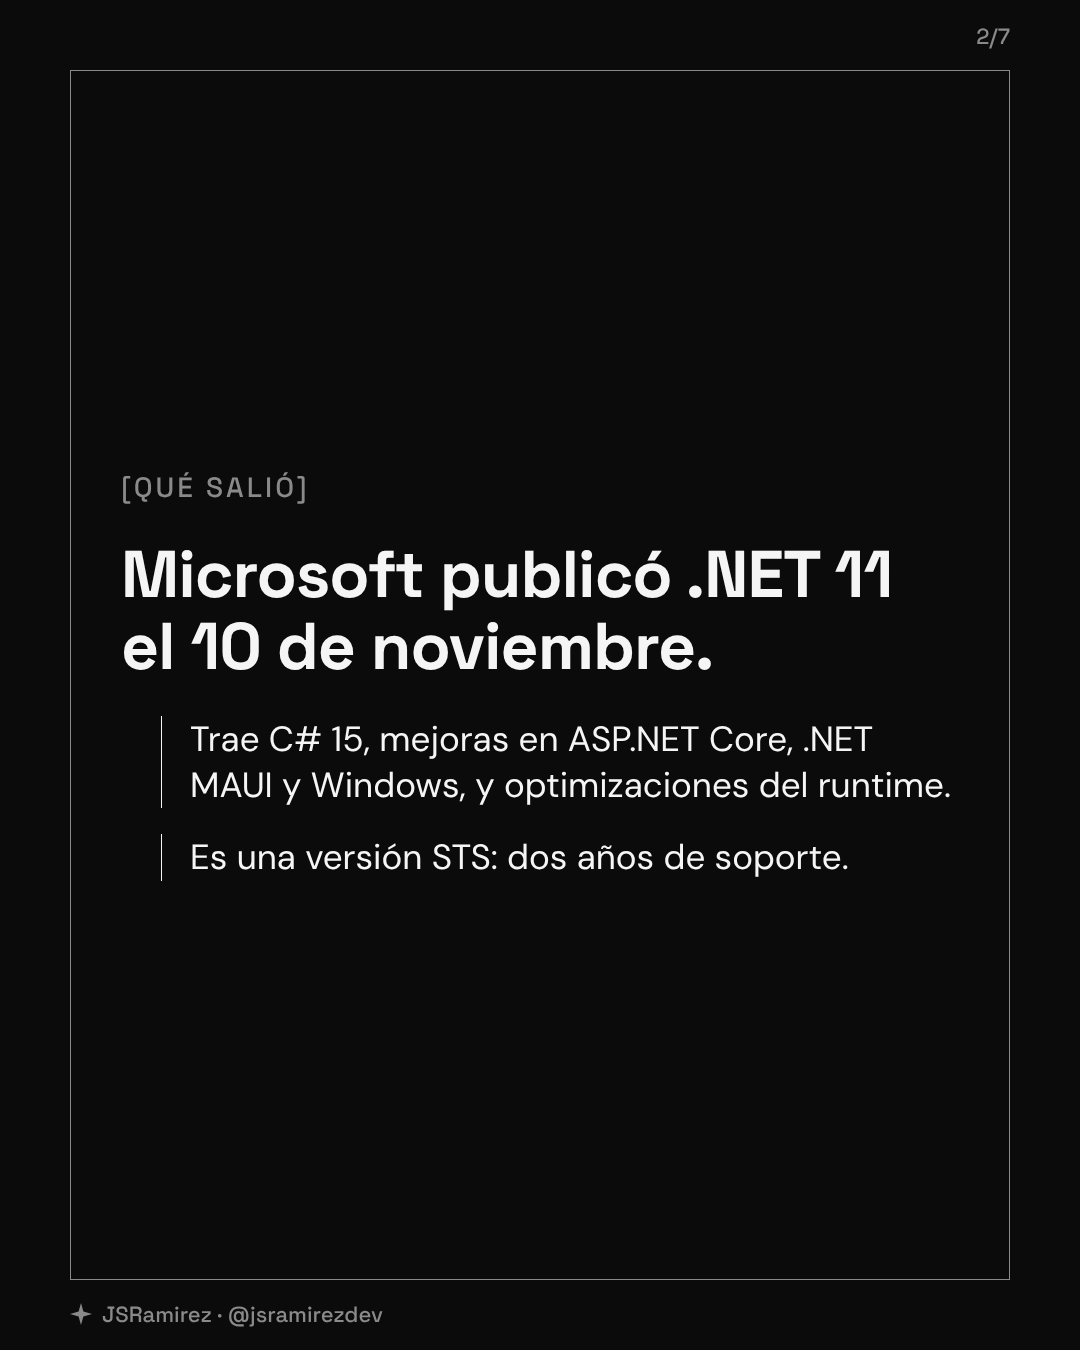 2/7
[QUÉ SALIÓ]
Microsoft publicó .NET 11
el 10 de noviembre.
Trae C# 15, mejoras en ASP.NET Core, .NET
MAUI y Windows, y optimizaciones del runtime.
Es una versión STS: dos años de soporte.
JSRamirez · @jsramirezdev